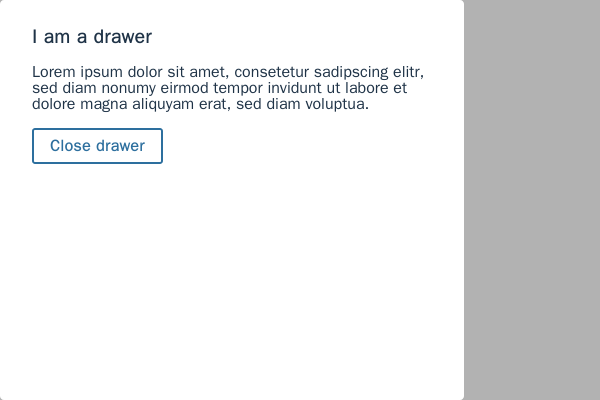 I am a drawer
Lorem ipsum dolor sit amet, consetetur sadipscing elitr,
sed diam nonumy eirmod tempor invidunt ut labore et
dolore magna aliquyam erat, sed diam voluptua.
Close drawer